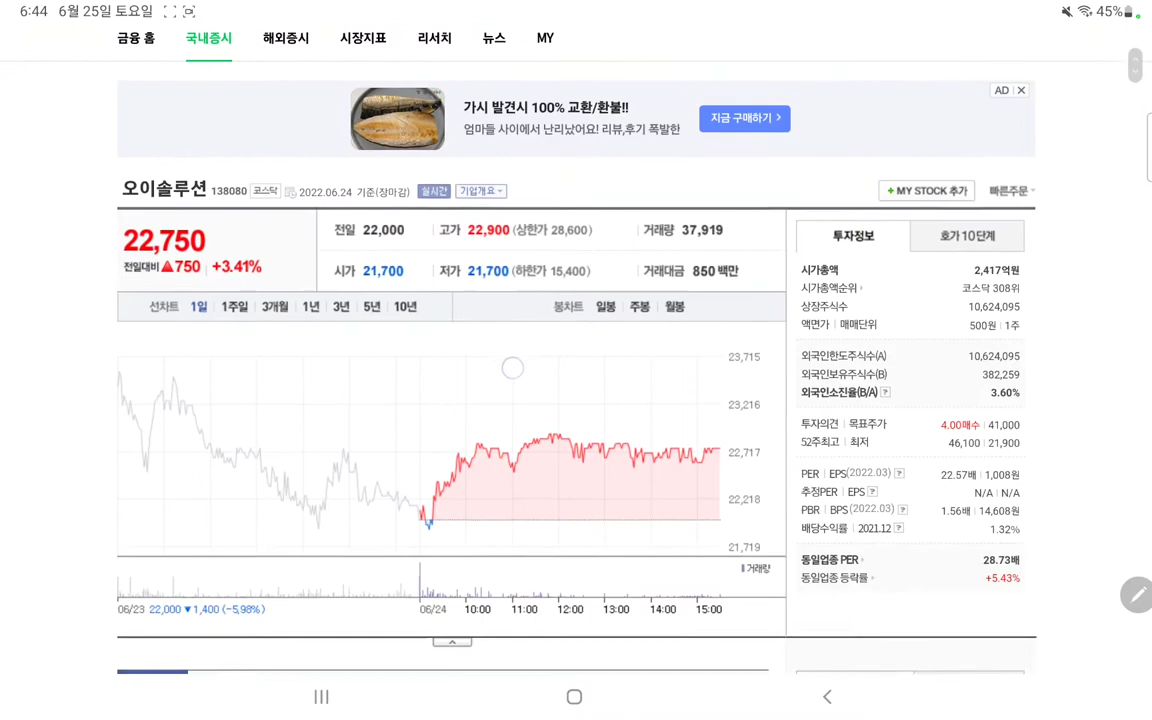 6:44 6월 25일 토요일 45%
금융 홈 국내증시 해외증시 시장지표 리서치 뉴스 MY
AD
가시 발견시 100% 교환/환불!!
엄마들 사이에서 난리났어요! 리뷰,후기 폭발한
지금 구매하기
오이솔루션 138080 코스닥 2022.06.24 기준(장마감) 실시간 기업개요
MY STOCK 추가 빠른주문
22,750
전일대비 ▲750 +3.41%
전일 22,000 고가 22,900 (상한가 28,600) 거래량 37,919
시가 21,700 저가 21,700 (하한가 15,400) 거래대금 850 백만
선차트 1일 1주일 3개월 1년 3년 5년 10년 봉차트 일봉 주봉 월봉
23,715
23,216
22,717
22,218
21,719
거래량
06/23 22,000 ▼1,400 (-5.98%) 06/24 10:00 11:00 12:00 13:00 14:00 15:00
투자정보 호가 10단계
시가총액 2,417억원
시가총액순위 코스닥 308위
상장주식수 10,624,095
액면가 매매단위 500원 1주
외국인한도주식수(A) 10,624,095
외국인보유주식수(B) 382,259
외국인소진율(B/A) ? 3.60%
투자의견 목표주가 4.00매수 41,000
52주최고 최저 46,100 21,900
PER EPS(2022.03) ? 22.57배 1,008원
추정PER EPS ? N/A N/A
PBR BPS (2022.03) ? 1.56배 14,608원
배당수익률 2021.12 ? 1.32%
동일업종 PER 28.73배
동일업종 등락률 +5.43%